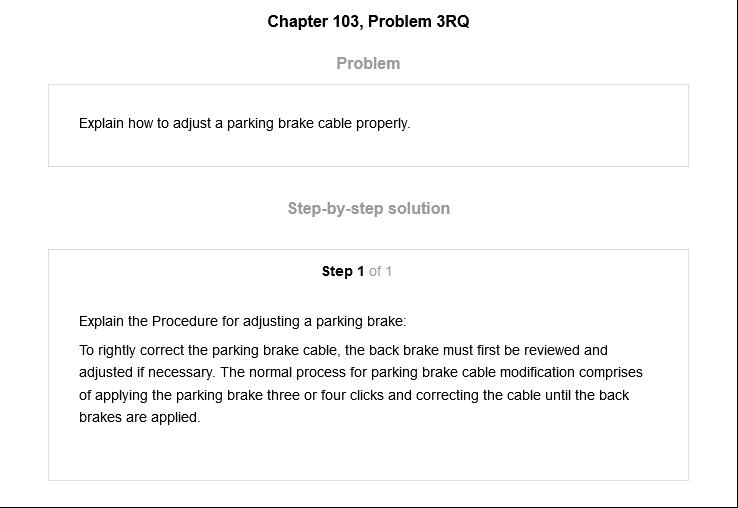 Chapter 103, Problem 3RQ
Problem
Explain how to adjust a parking brake cable properly.
Step-by-step solution
Step 1 of 1
Explain the Procedure for adjusting a parking brake:
To rightly correct the parking brake cable, the back brake must first be reviewed and
adjusted if necessary. The normal process for parking brake cable modification comprises
of applying the parking brake three or four clicks and correcting the cable until the back
brakes are applied.